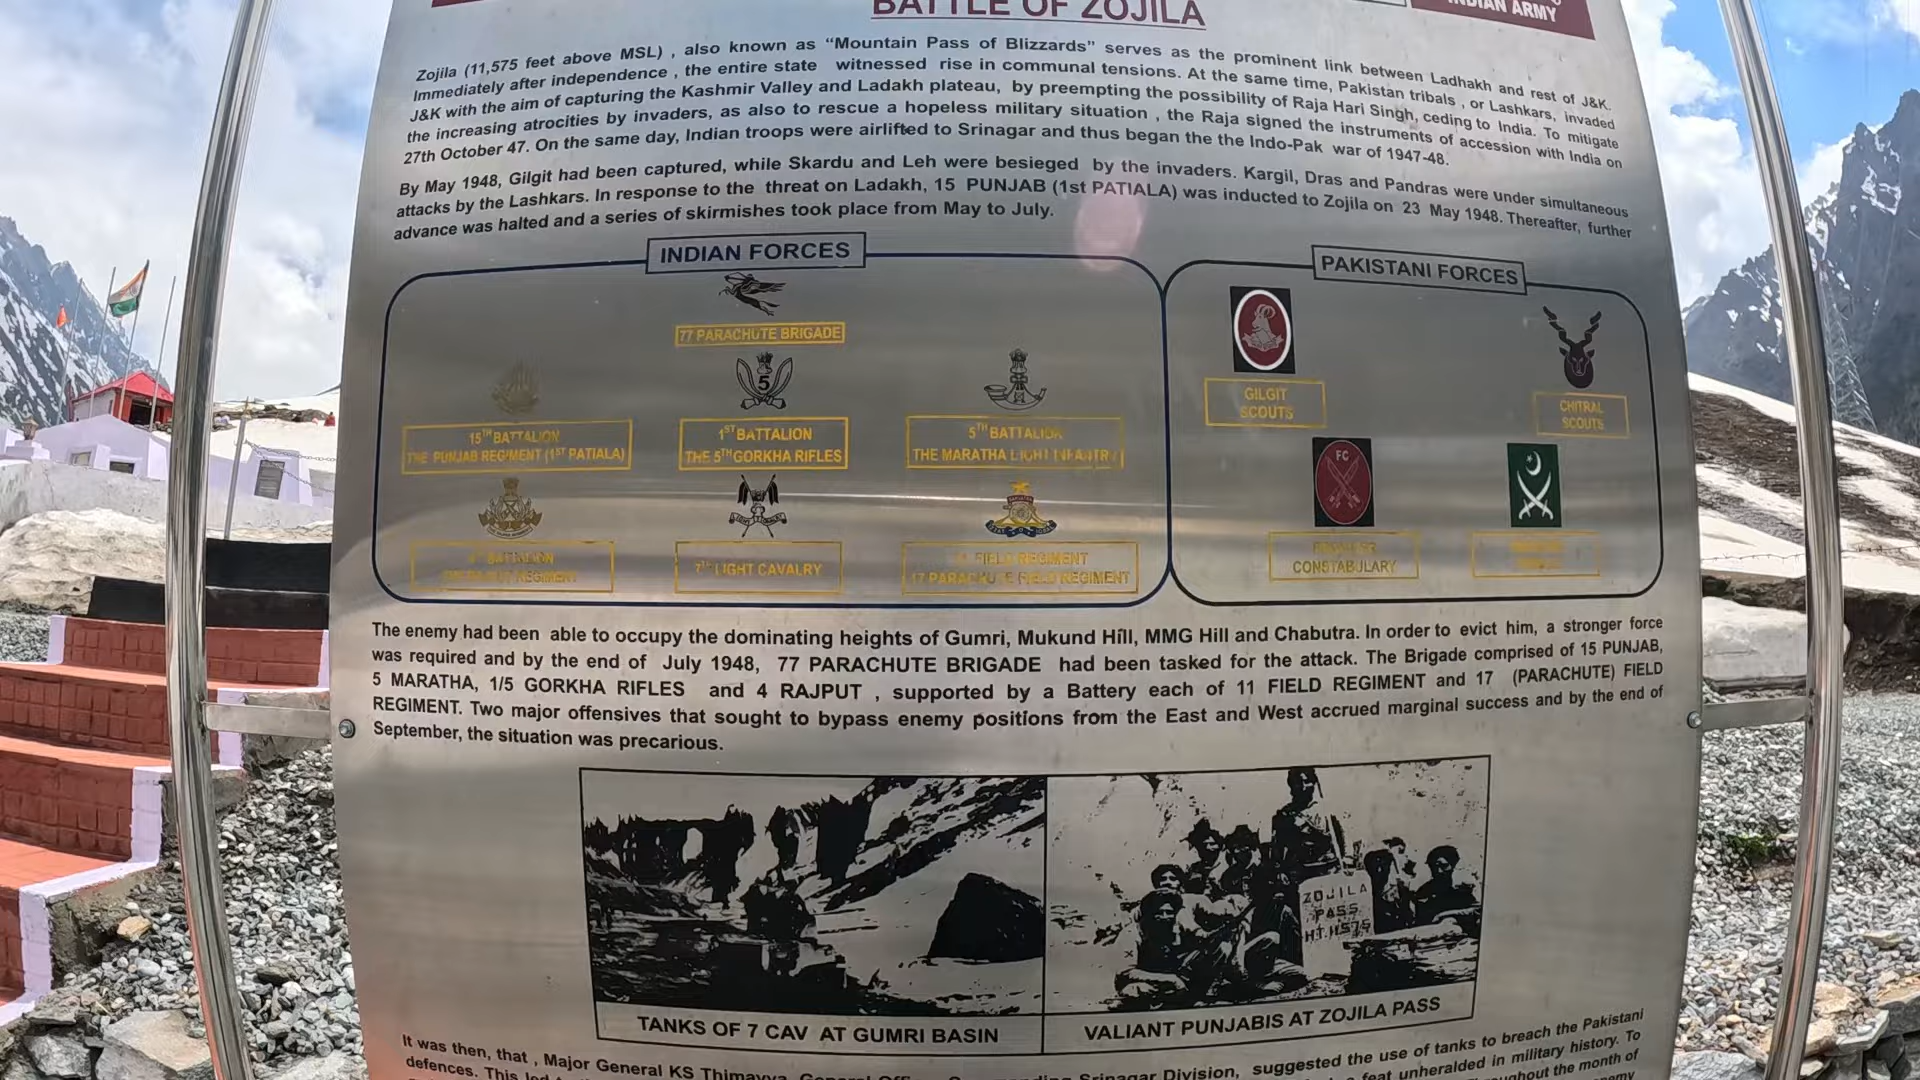 BATTLE OF ZOJILA
INDIAN ARMY
Zojila (11,575 feet above MSL) , also known as “Mountain Pass of Blizzards” serves as the prominent link between Ladhakh and rest of J&K.
Immediately after independence , the entire state witnessed rise in communal tensions. At the same time, Pakistan tribals , or Lashkars, invaded
J&K with the aim of capturing the Kashmir Valley and Ladakh plateau, by preempting the possibility of Raja Hari Singh, ceding to India. To mitigate
the increasing atrocities by invaders, as also to rescue a hopeless military situation , the Raja signed the instruments of accession with India on
27th October 47. On the same day, Indian troops were airlifted to Srinagar and thus began the the Indo-Pak war of 1947-48.
By May 1948, Gilgit had been captured, while Skardu and Leh were besieged by the invaders. Kargil, Dras and Pandras were under simultaneous
attacks by the Lashkars. In response to the threat on Ladakh, 15 PUNJAB (1st PATIALA) was inducted to Zojila on 23 May 1948. Thereafter, further
advance was halted and a series of skirmishes took place from May to July.
INDIAN FORCES
77 PARACHUTE BRIGADE
5
15TH BATTALION
THE PUNJAB REGIMENT (1ST PATIALA)
1ST BATTALION
THE 5TH GORKHA RIFLES
5TH BATTALION
THE MARATHA LIGHT INFANTRY
BATTALION
REGIMENT
7TH LIGHT CAVALRY
FIELD REGIMENT
17 PARACHUTE FIELD REGIMENT
PAKISTANI FORCES
GILGIT
SCOUTS
CHITRAL
SCOUTS
FC
CONSTABULARY
The enemy had been able to occupy the dominating heights of Gumri, Mukund Hill, MMG Hill and Chabutra. In order to evict him, a stronger force
was required and by the end of July 1948, 77 PARACHUTE BRIGADE had been tasked for the attack. The Brigade comprised of 15 PUNJAB,
5 MARATHA, 1/5 GORKHA RIFLES and 4 RAJPUT , supported by a Battery each of 11 FIELD REGIMENT and 17 (PARACHUTE) FIELD
REGIMENT. Two major offensives that sought to bypass enemy positions from the East and West accrued marginal success and by the end of
September, the situation was precarious.
ZOJILA
PASS
HT.11575
TANKS OF 7 CAV AT GUMRI BASIN
VALIANT PUNJABIS AT ZOJILA PASS
It was then, that , Major General KS Thimayya, General Srinagar Division, suggested the use of tanks to breach the Pakistani
defences. This a feat unheralded in military history. To
the month of